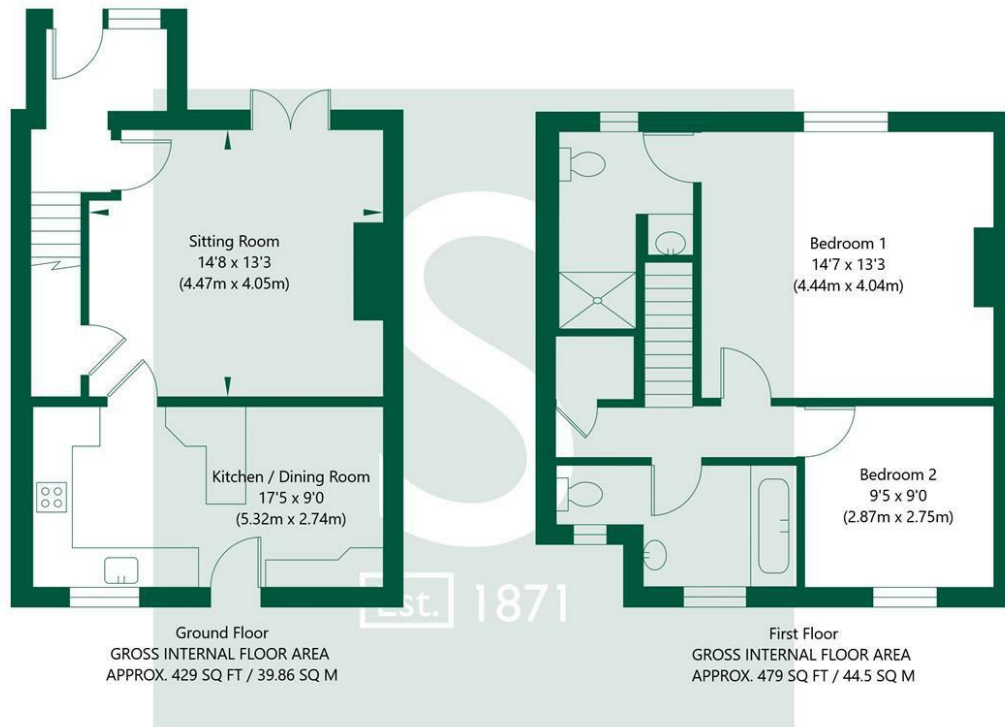 Sitting Room
14'8 x 13'3
(4.47m x 4.05m)
Kitchen / Dining Room
17'5 x 9'0
(5.32m x 2.74m)
Ground Floor
GROSS INTERNAL FLOOR AREA
APPROX. 429 SQ FT / 39.86 SQ M
Bedroom 1
14'7 x 13'3
(4.44m x 4.04m)
Bedroom 2
9'5 x 9'0
(2.87m x 2.75m)
First Floor
GROSS INTERNAL FLOOR AREA
APPROX. 479 SQ FT / 44.5 SQ M
S
Est. 1871